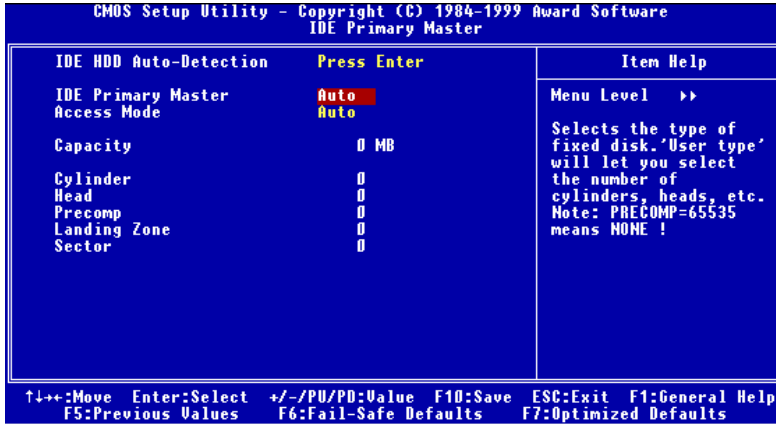 CMOS Setup Utility – Copyright (C) 1984-1999 Award Software
IDE Primary Master
IDE HDD Auto-Detection Press Enter
IDE Primary Master Auto
Access Mode Auto
Capacity 0 MB
Cylinder 0
Head 0
Precomp 0
Landing Zone 0
Sector 0
Item Help
Menu Level ▸▸
Selects the type of
fixed disk.'User type'
will let you select
the number of
cylinders, heads, etc.
Note: PRECOMP=65535
means NONE !
↑↓→←:Move Enter:Select +/-/PU/PD:Value F10:Save ESC:Exit F1:General Help
F5:Previous Values F6:Fail-Safe Defaults F7:Optimized Defaults